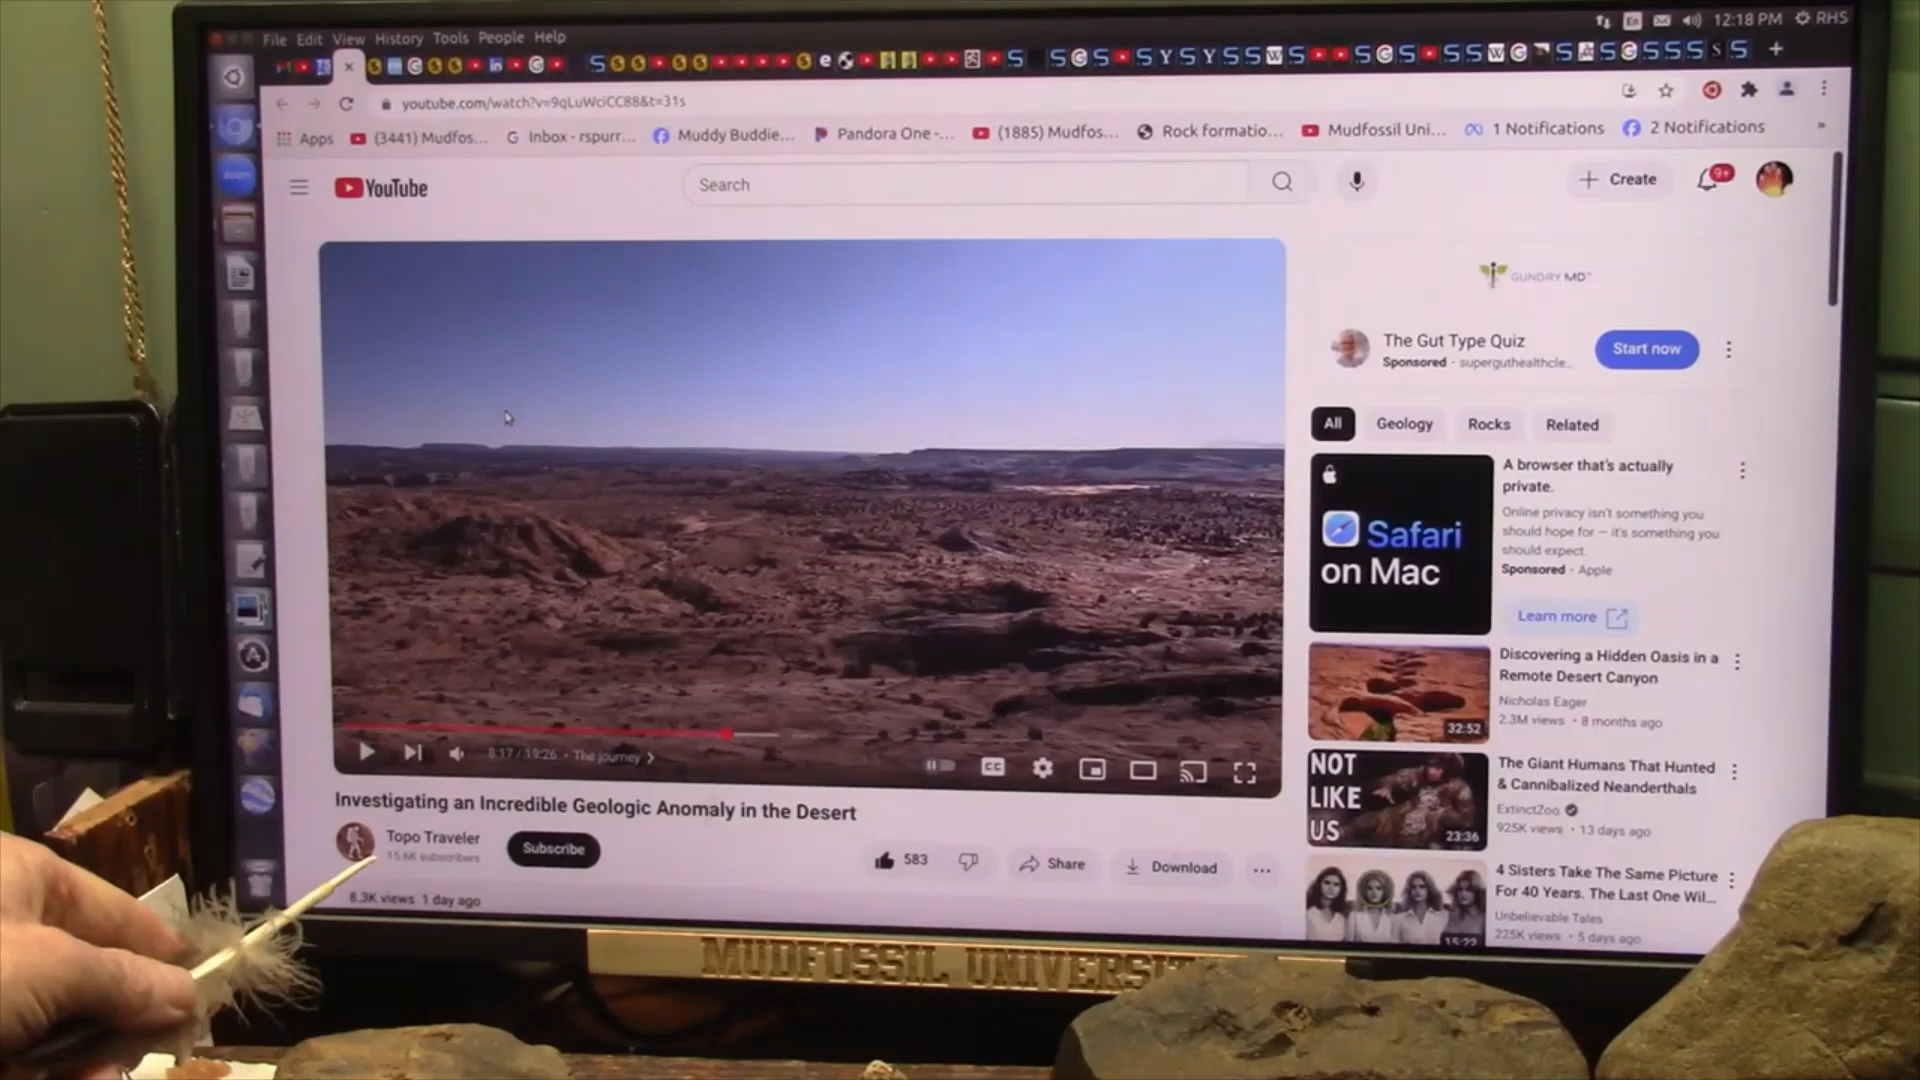 File Edit View History Tools People Help
12:18 PM RHS
youtube.com/watch?v=9qLuWciCC88&t=31s
Apps (3441) Mudfos... Inbox - rspurr... Muddy Buddie... Pandora One -... (1885) Mudfos... Rock formatio... Mudfossil Uni... 1 Notifications 2 Notifications »
YouTube
Search
+ Create
9+
GUNDRY MD
The Gut Type Quiz
Sponsored · superguthealthcle...
Start now
All Geology Rocks Related
Safari
on Mac
A browser that's actually
private.
Online privacy isn't something you
should hope for — it's something you
should expect.
Sponsored · Apple
Learn more
Discovering a Hidden Oasis in a
Remote Desert Canyon
Nicholas Eager
2.3M views · 8 months ago
32:52
NOT
LIKE
US
23:36
The Giant Humans That Hunted
& Cannibalized Neanderthals
ExtinctZoo
925K views · 13 days ago
4 Sisters Take The Same Picture
For 40 Years. The Last One Wil...
Unbelievable Tales
225K views · 5 days ago
15:22
8:17 / 19:26 · The journey
CC
Investigating an Incredible Geologic Anomaly in the Desert
Topo Traveler
15.6K subscribers
Subscribe
583
Share
Download
8.3K views 1 day ago
zoom
MUDFOSSIL